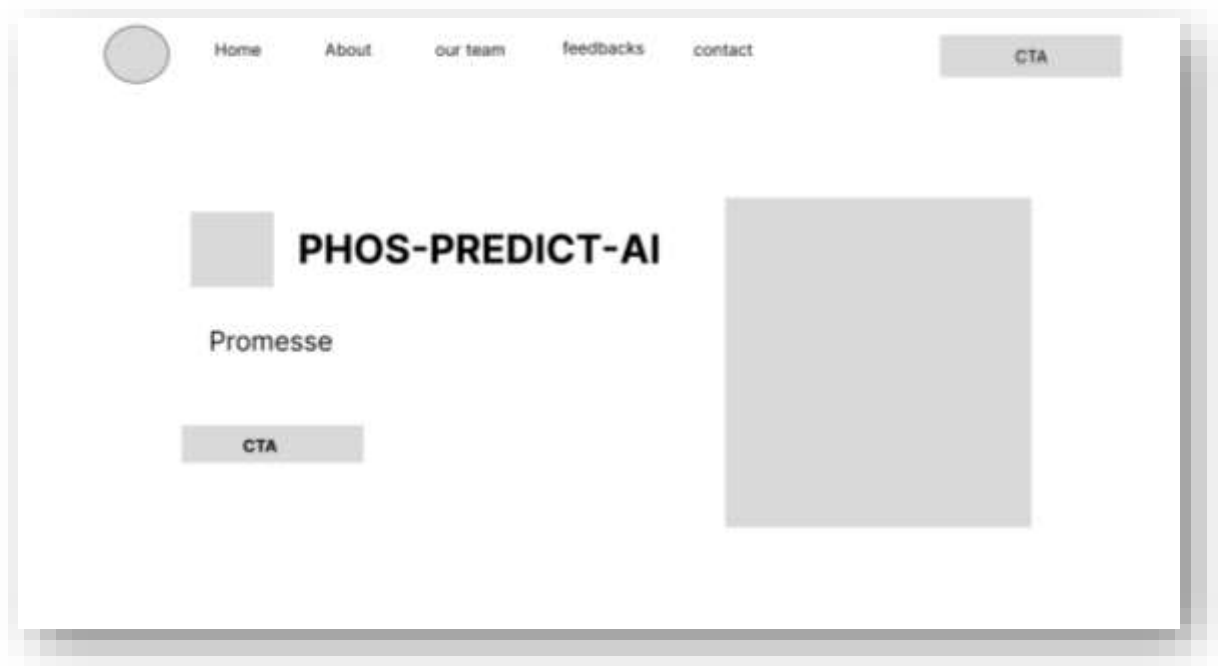 Home About our team feedbacks contact CTA
PHOS-PREDICT-AI
Promesse
CTA